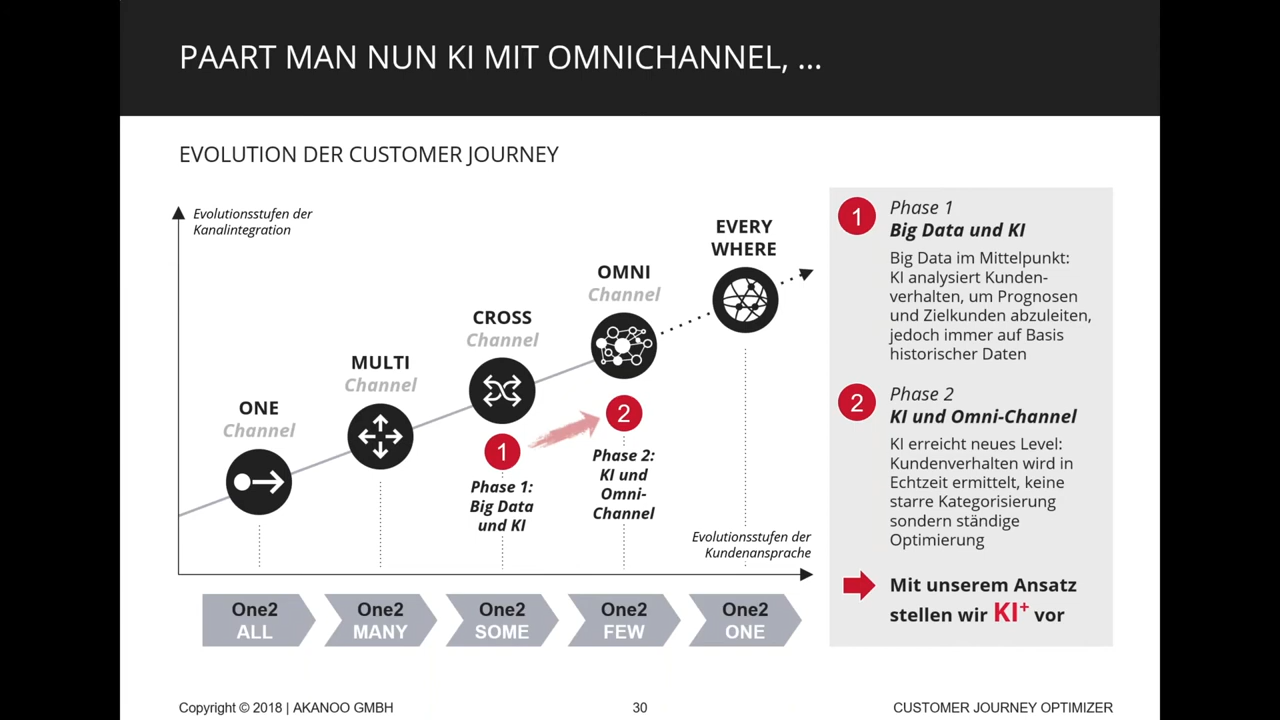 PAART MAN NUN KI MIT OMNICHANNEL, ...
EVOLUTION DER CUSTOMER JOURNEY
Evolutionsstufen der
Kanalintegration
ONE
Channel
MULTI
Channel
CROSS
Channel
OMNI
Channel
EVERY
WHERE
1
Phase 1:
Big Data
und KI
2
Phase 2:
KI und
Omni-
Channel
Evolutionsstufen der
Kundenansprache
One2
ALL
One2
MANY
One2
SOME
One2
FEW
One2
ONE
1
Phase 1
Big Data und KI
Big Data im Mittelpunkt:
KI analysiert Kunden-
verhalten, um Prognosen
und Zielkunden abzuleiten,
jedoch immer auf Basis
historischer Daten
2
Phase 2
KI und Omni-Channel
KI erreicht neues Level:
Kundenverhalten wird in
Echtzeit ermittelt, keine
starre Kategorisierung
sondern ständige
Optimierung
Mit unserem Ansatz
stellen wir KI+ vor
Copyright © 2018 | AKANOO GMBH
30
CUSTOMER JOURNEY OPTIMIZER